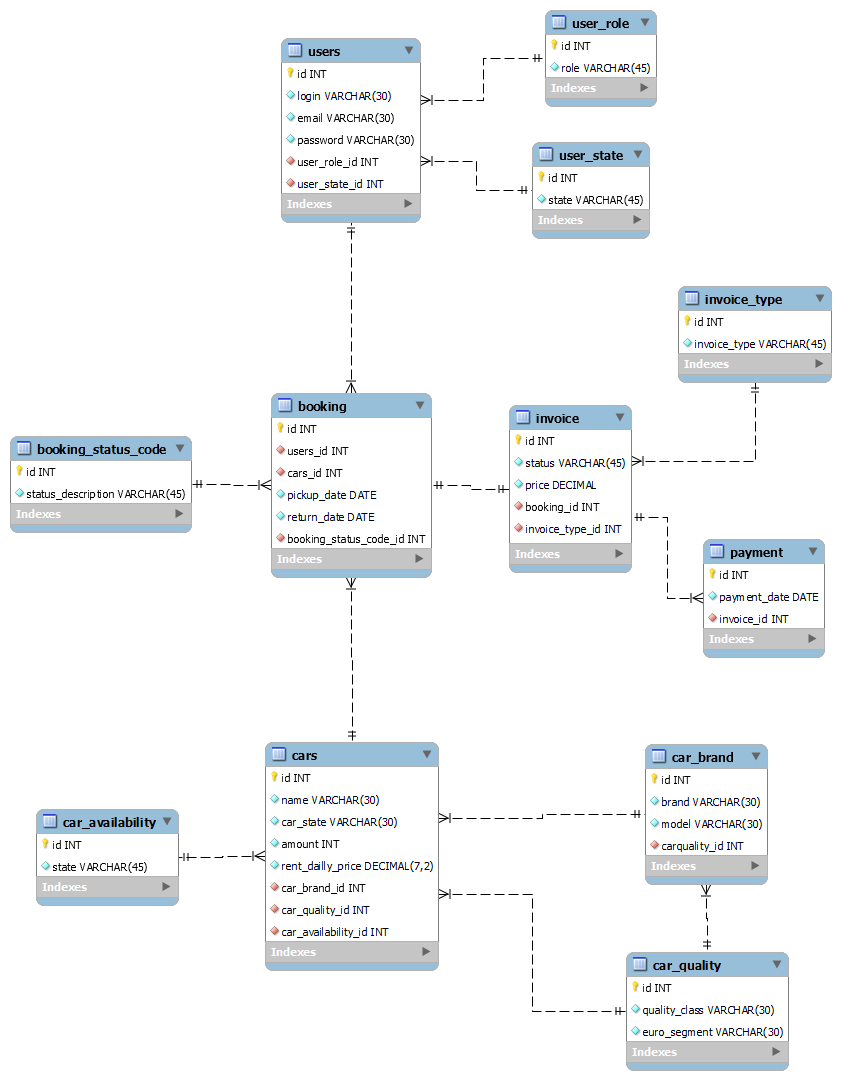 user_role
id INT
role VARCHAR(45)
Indexes
users
id INT
login VARCHAR(30)
email VARCHAR(30)
password VARCHAR(30)
user_role_id INT
user_state_id INT
Indexes
user_state
id INT
state VARCHAR(45)
Indexes
invoice_type
id INT
invoice_type VARCHAR(45)
Indexes
booking
id INT
users_id INT
cars_id INT
pickup_date DATE
return_date DATE
booking_status_code_id INT
Indexes
invoice
id INT
status VARCHAR(45)
price DECIMAL
booking_id INT
invoice_type_id INT
Indexes
booking_status_code
id INT
status_description VARCHAR(45)
Indexes
payment
id INT
payment_date DATE
invoice_id INT
Indexes
cars
id INT
name VARCHAR(30)
car_state VARCHAR(30)
amount INT
rent_dailly_price DECIMAL(7,2)
car_brand_id INT
car_quality_id INT
car_availability_id INT
Indexes
car_brand
id INT
brand VARCHAR(30)
model VARCHAR(30)
carquality_id INT
Indexes
car_availability
id INT
state VARCHAR(45)
Indexes
car_quality
id INT
quality_class VARCHAR(30)
euro_segment VARCHAR(30)
Indexes